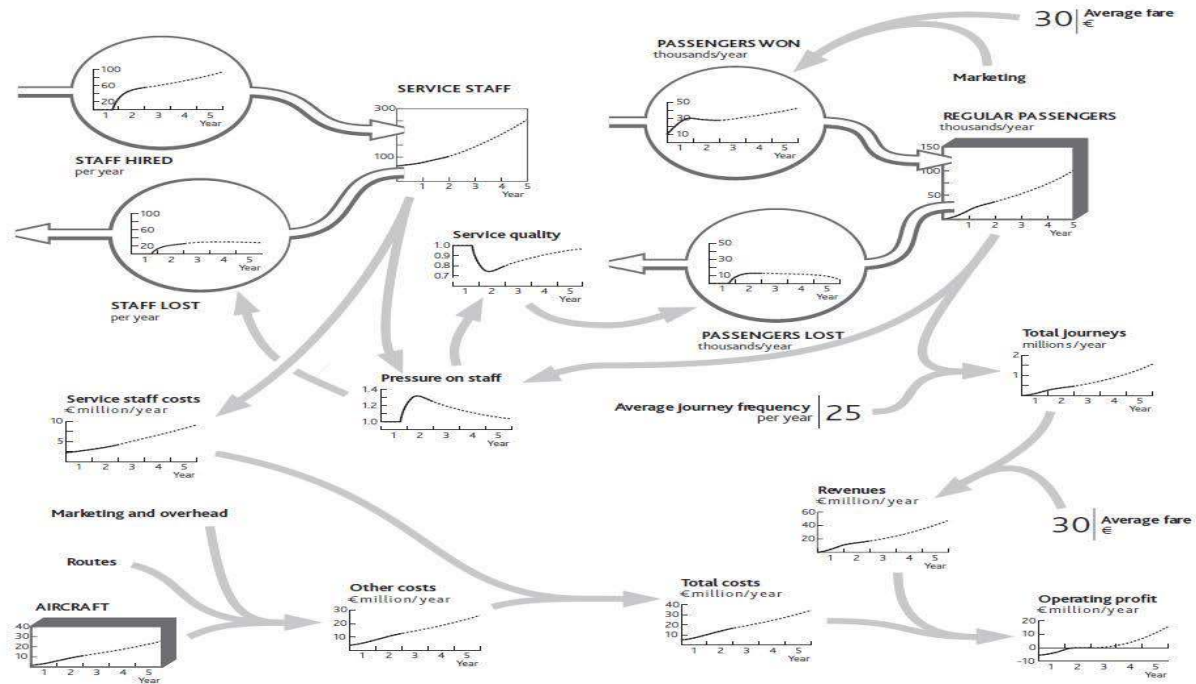 30 Average fare
€
PASSENGERS WON
thousands/year
Marketing
100
60
20
1 2 3 4 5
Year
STAFF HIRED
per year
SERVICE STAFF
300
100
1 2 3 4 5
Year
50
30
10
1 2 3 4 5
Year
REGULAR PASSENGERS
thousands/year
150
100
50
1 2 3 4 5
Year
100
60
20
1 2 3 4 5
Year
STAFF LOST
per year
Service quality
1.0
0.9
0.8
0.7
1 2 3 4 5
Year
50
30
10
1 2 3 4 5
Year
PASSENGERS LOST
thousands/year
Total journeys
millions/year
2
1
1 2 3 4 5
Year
Pressure on staff
1.4
1.2
1.0
1 2 3 4 5
Year
Average journey frequency
per year
25
Service staff costs
€million/year
10
5
1 2 3 4 5
Year
Marketing and overhead
Routes
Revenues
€million/year
60
40
20
1 2 3 4 5
Year
30 Average fare
€
AIRCRAFT
40
30
20
10
1 2 3 4 5
Year
Other costs
€million/year
30
20
10
1 2 3 4 5
Year
Total costs
€million/year
40
30
20
10
1 2 3 4 5
Year
Operating profit
€million/year
20
10
0
-10
1 2 3 4 5
Year